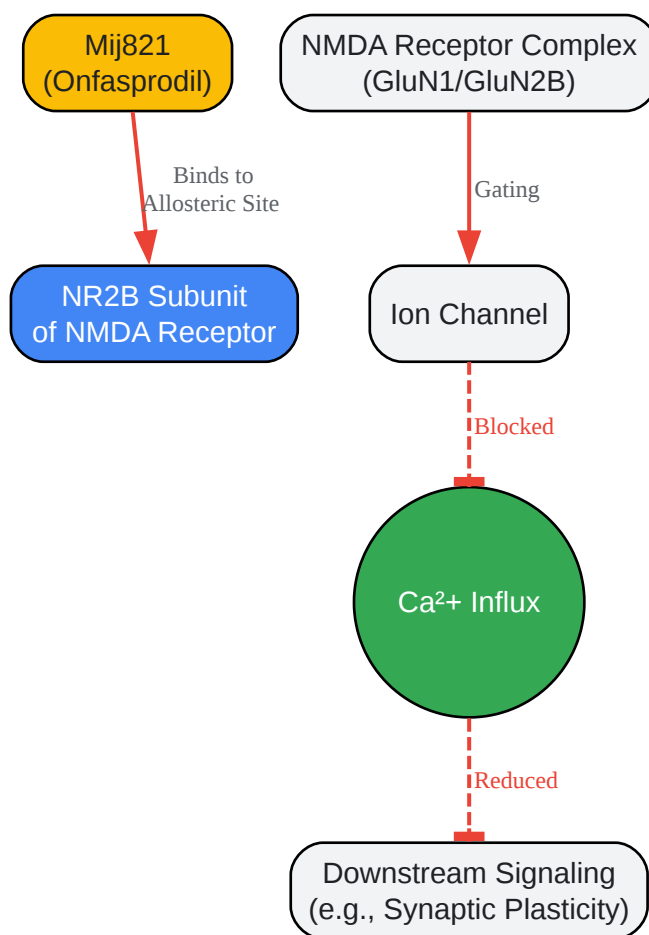 Mij821
(Onfasprodil)
Binds to
Allosteric Site
NR2B Subunit
of NMDA Receptor
NMDA Receptor Complex
(GluN1/GluN2B)
Gating
Ion Channel
Blocked
Ca²+ Influx
Reduced
Downstream Signaling
(e.g., Synaptic Plasticity)